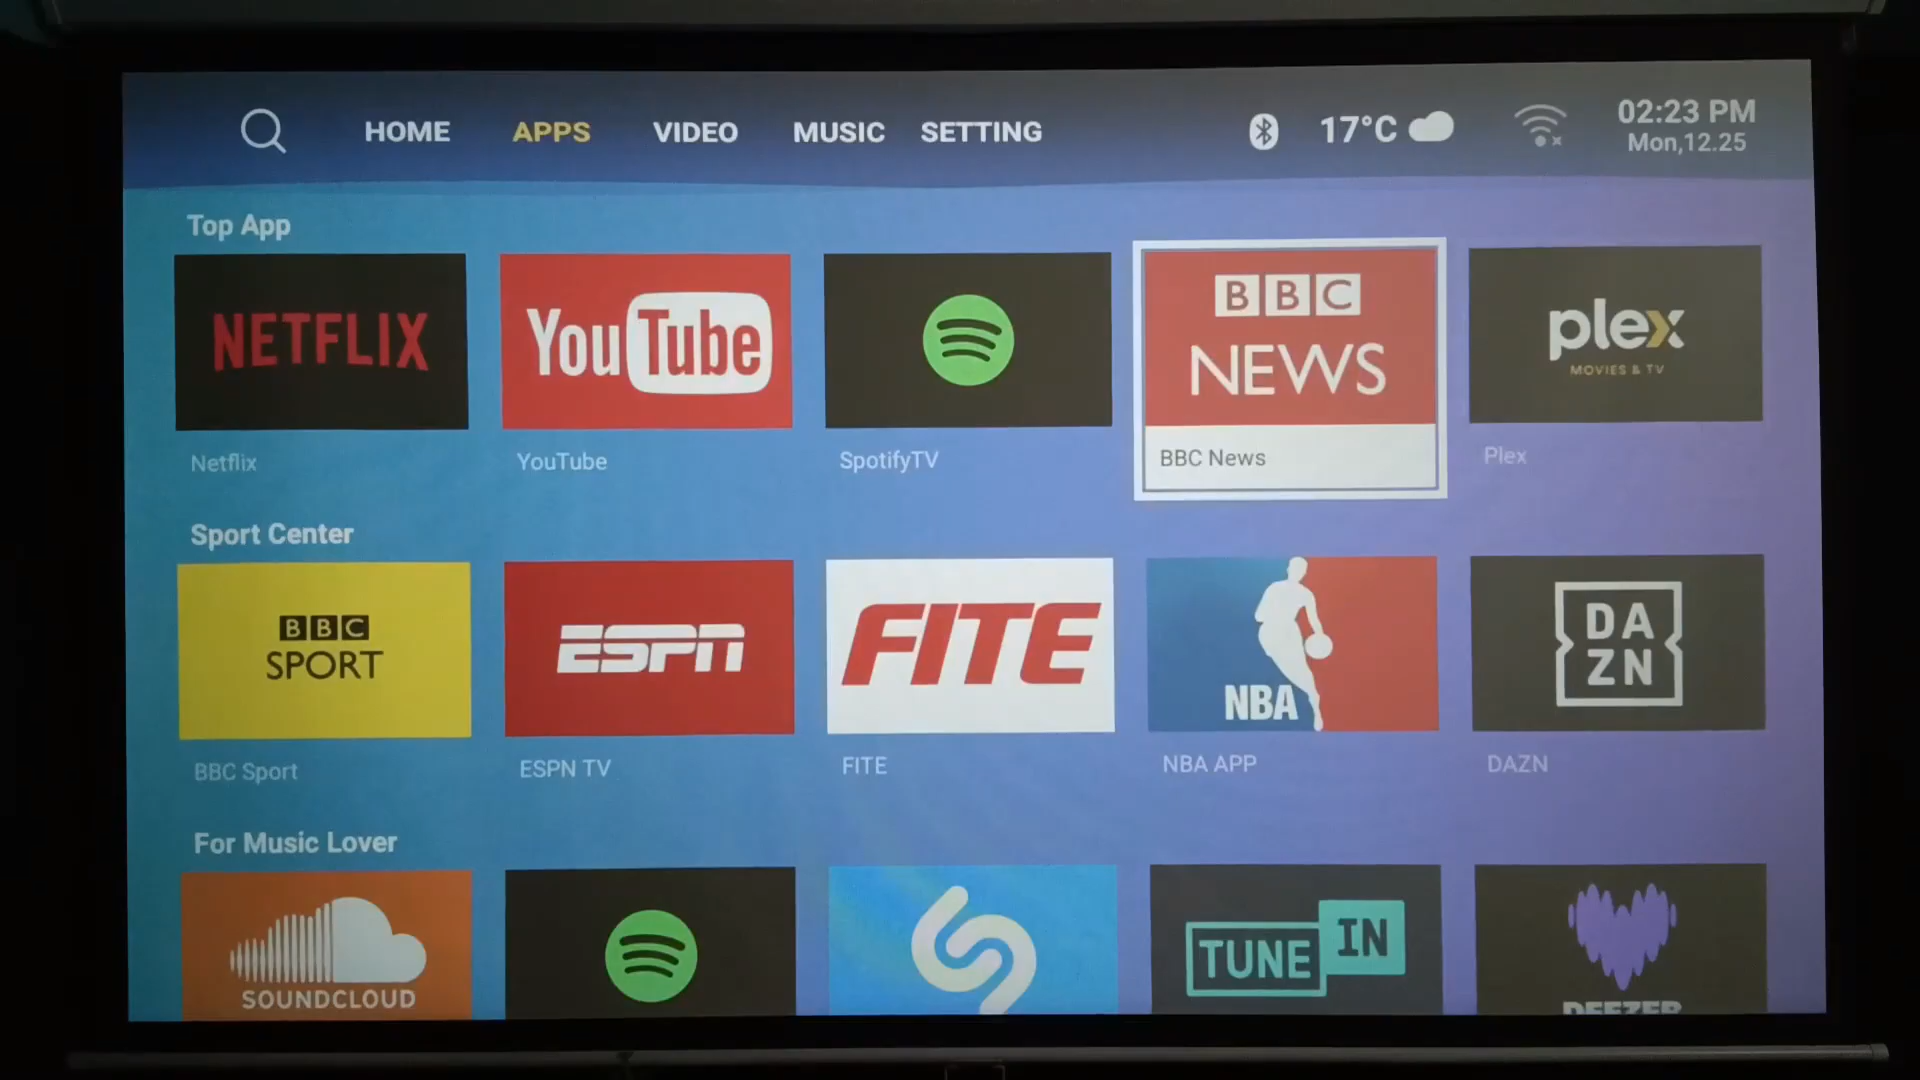 HOME APPS VIDEO MUSIC SETTING 17°C 02:23 PM
Mon,12.25
Top App
NETFLIX
YouTube
BBC
NEWS
plex
MOVIES & TV
Netflix
YouTube
SpotifyTV
BBC News
Plex
Sport Center
BBC
SPORT
ESPN
FITE
NBA
DA
ZN
BBC Sport
ESPN TV
FITE
NBA APP
DAZN
For Music Lover
SOUNDCLOUD
TUNE IN
DEEZER